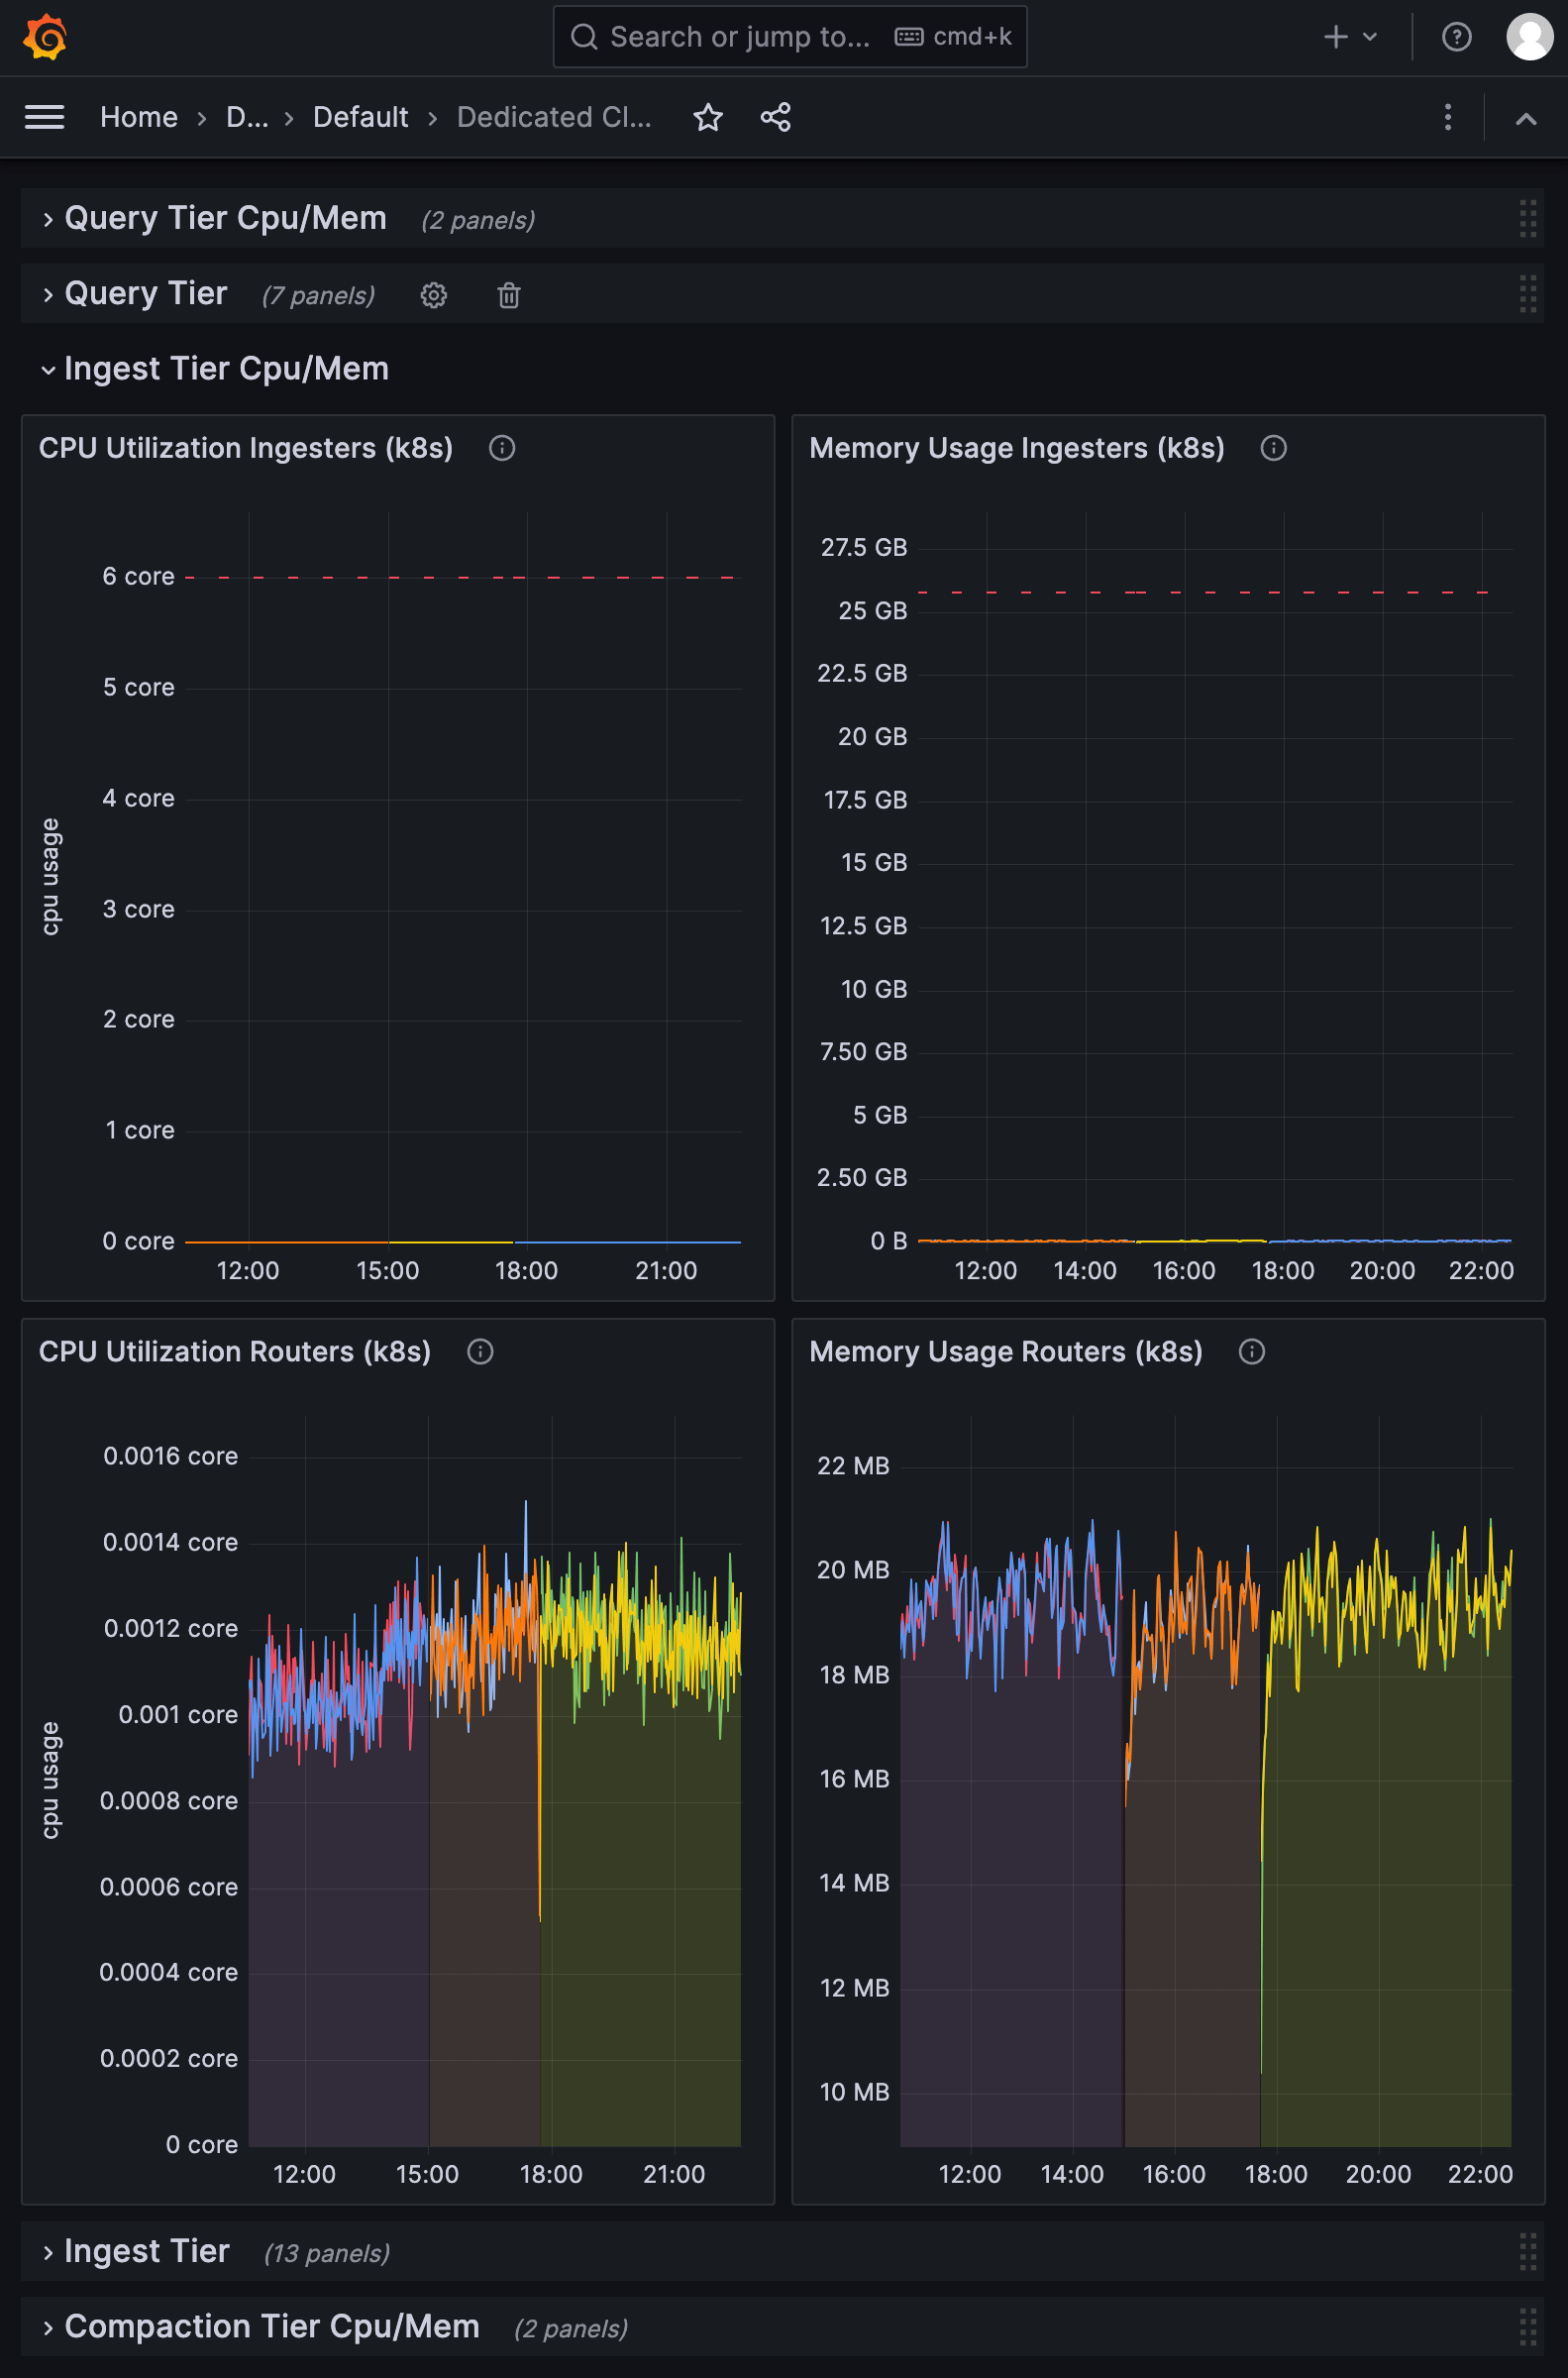 Search or jump to... cmd+k
Home › D... › Default › Dedicated Cl...
Query Tier Cpu/Mem (2 panels)
Query Tier (7 panels)
Ingest Tier Cpu/Mem
CPU Utilization Ingesters (k8s)
cpu usage
6 core
5 core
4 core
3 core
2 core
1 core
0 core
12:00 15:00 18:00 21:00
Memory Usage Ingesters (k8s)
27.5 GB
25 GB
22.5 GB
20 GB
17.5 GB
15 GB
12.5 GB
10 GB
7.50 GB
5 GB
2.50 GB
0 B
12:00 14:00 16:00 18:00 20:00 22:00
CPU Utilization Routers (k8s)
cpu usage
0.0016 core
0.0014 core
0.0012 core
0.001 core
0.0008 core
0.0006 core
0.0004 core
0.0002 core
0 core
12:00 15:00 18:00 21:00
Memory Usage Routers (k8s)
22 MB
20 MB
18 MB
16 MB
14 MB
12 MB
10 MB
12:00 14:00 16:00 18:00 20:00 22:00
Ingest Tier (13 panels)
Compaction Tier Cpu/Mem (2 panels)